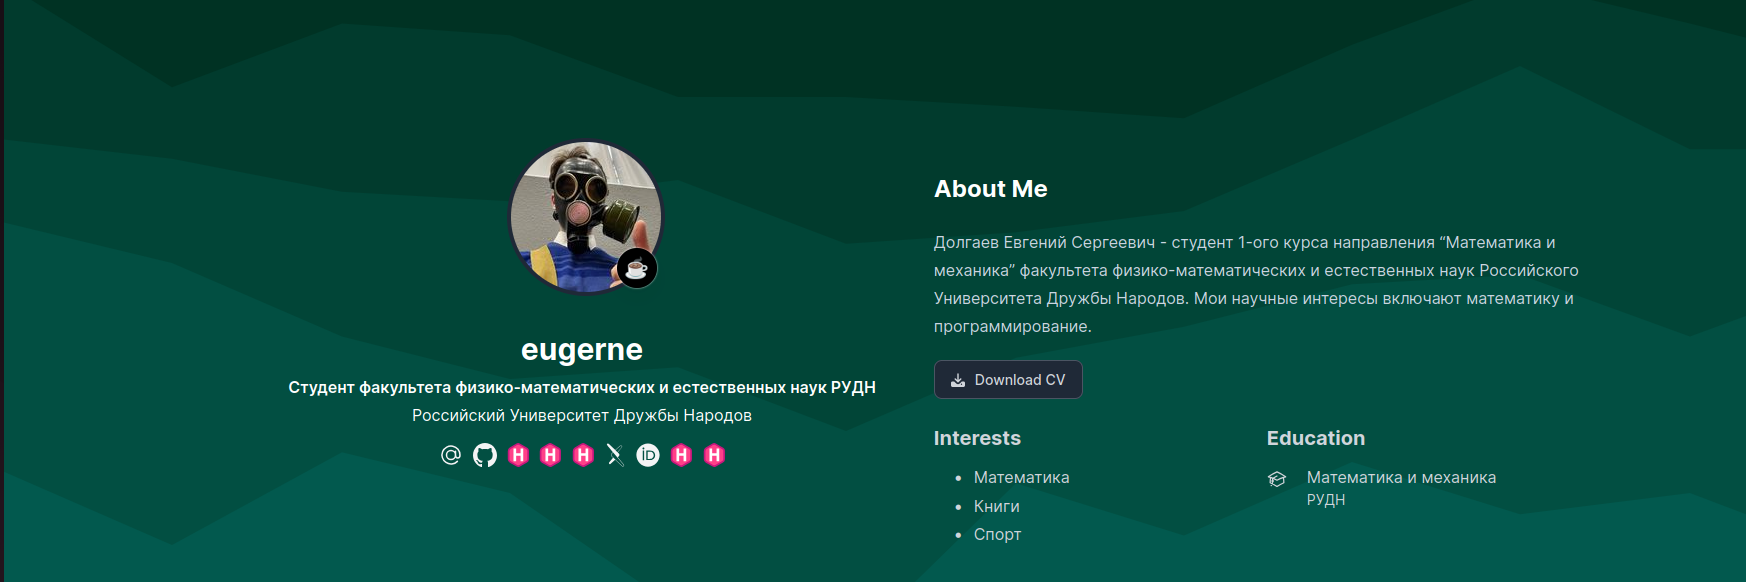 eugerne
Студент факультета физико-математических и естественных наук РУДН
Российский Университет Дружбы Народов
@ H H H iD H H
About Me
Долгаев Евгений Сергеевич - студент 1-ого курса направления “Математика и
механика” факультета физико-математических и естественных наук Российского
Университета Дружбы Народов. Мои научные интересы включают математику и
программирование.
Download CV
Interests
• Математика
• Книги
• Спорт
Education
Математика и механика
РУДН